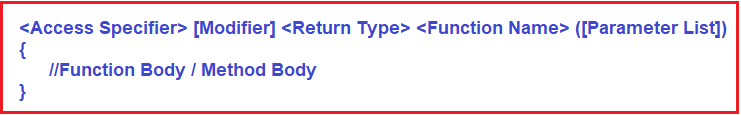 <Access Specifier> [Modifier] <Return Type> <Function Name> ([Parameter List])
{
//Function Body / Method Body
}